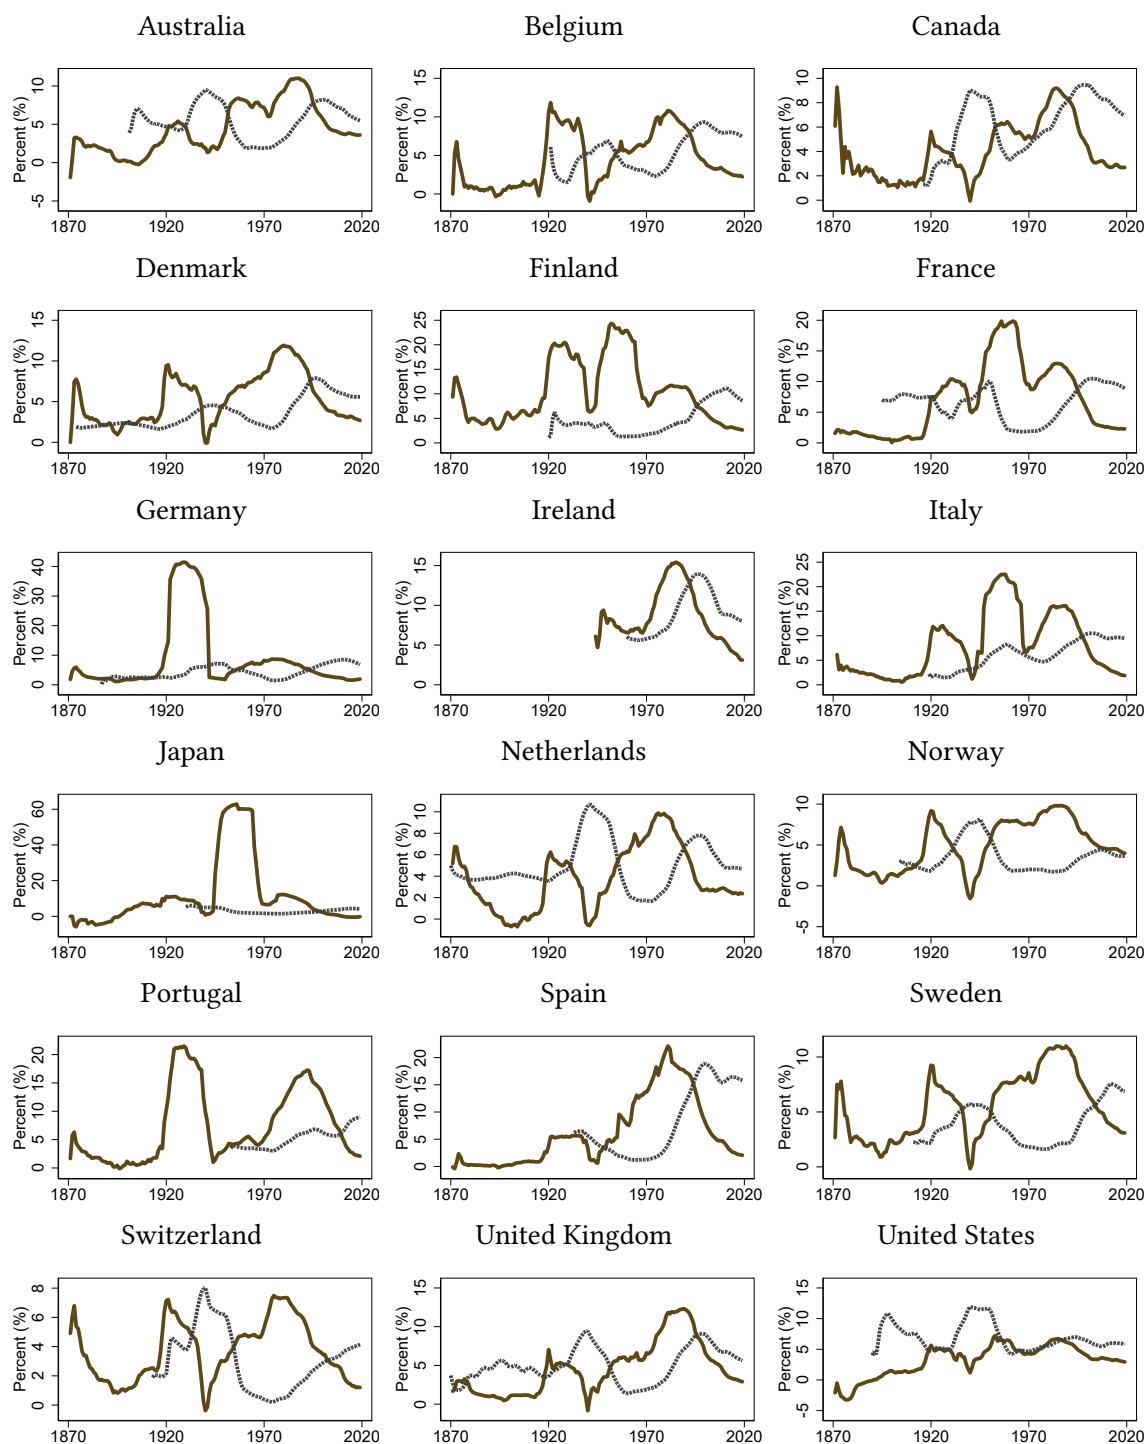 Australia
Percent (%)
10
5
0
-5
1870 1920 1970 2020
Belgium
Percent (%)
15
10
5
0
1870 1920 1970 2020
Canada
Percent (%)
10
8
6
4
2
0
1870 1920 1970 2020
Denmark
Percent (%)
15
10
5
0
1870 1920 1970 2020
Finland
Percent (%)
25
20
15
10
5
0
1870 1920 1970 2020
France
Percent (%)
20
15
10
5
0
1870 1920 1970 2020
Germany
Percent (%)
40
30
20
10
0
1870 1920 1970 2020
Ireland
Percent (%)
15
10
5
0
1870 1920 1970 2020
Italy
Percent (%)
25
20
15
10
5
0
1870 1920 1970 2020
Japan
Percent (%)
60
40
20
0
1870 1920 1970 2020
Netherlands
Percent (%)
10
8
6
4
2
0
1870 1920 1970 2020
Norway
Percent (%)
10
5
0
-5
1870 1920 1970 2020
Portugal
Percent (%)
20
15
10
5
0
1870 1920 1970 2020
Spain
Percent (%)
20
15
10
5
0
1870 1920 1970 2020
Sweden
Percent (%)
10
5
0
1870 1920 1970 2020
Switzerland
Percent (%)
8
6
4
2
0
1870 1920 1970 2020
United Kingdom
Percent (%)
15
10
5
0
1870 1920 1970 2020
United States
Percent (%)
15
10
5
0
-5
1870 1920 1970 2020